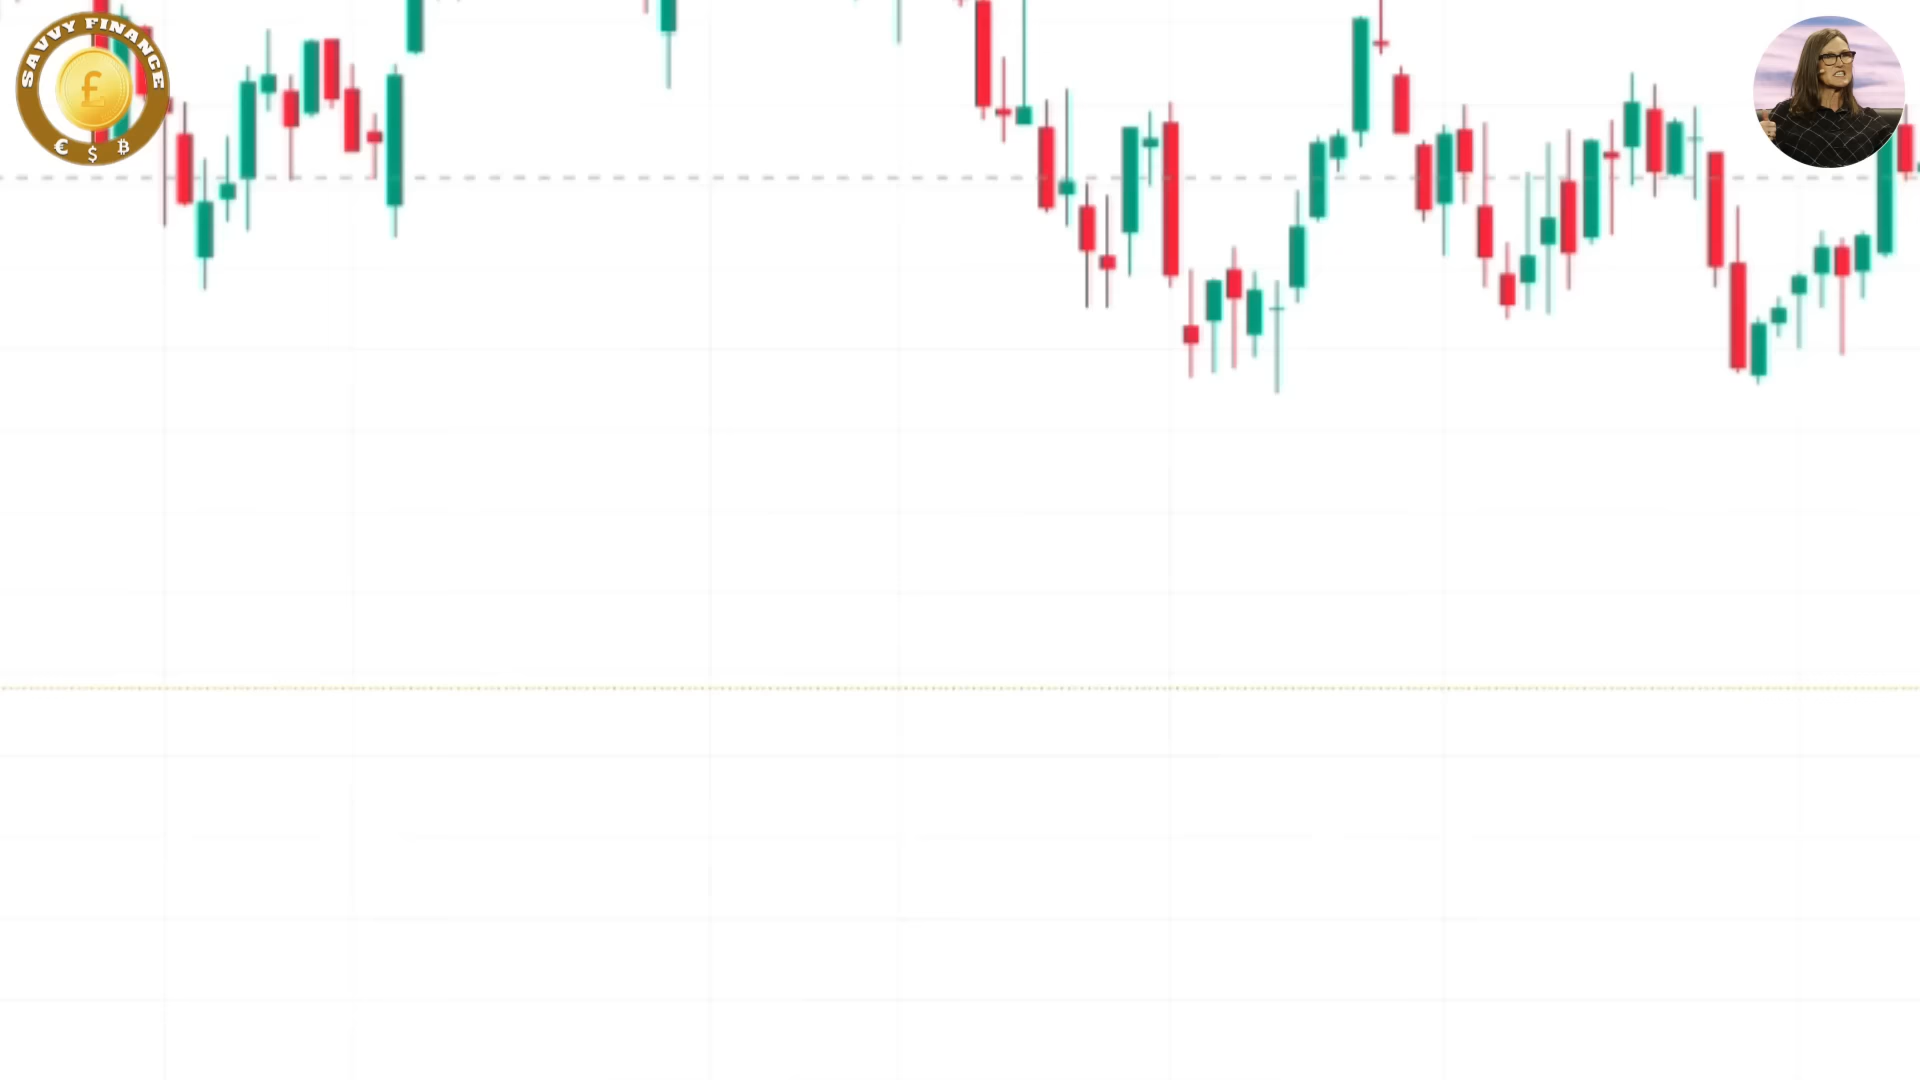 SAVVY FINANCE
£
€ $ ₿